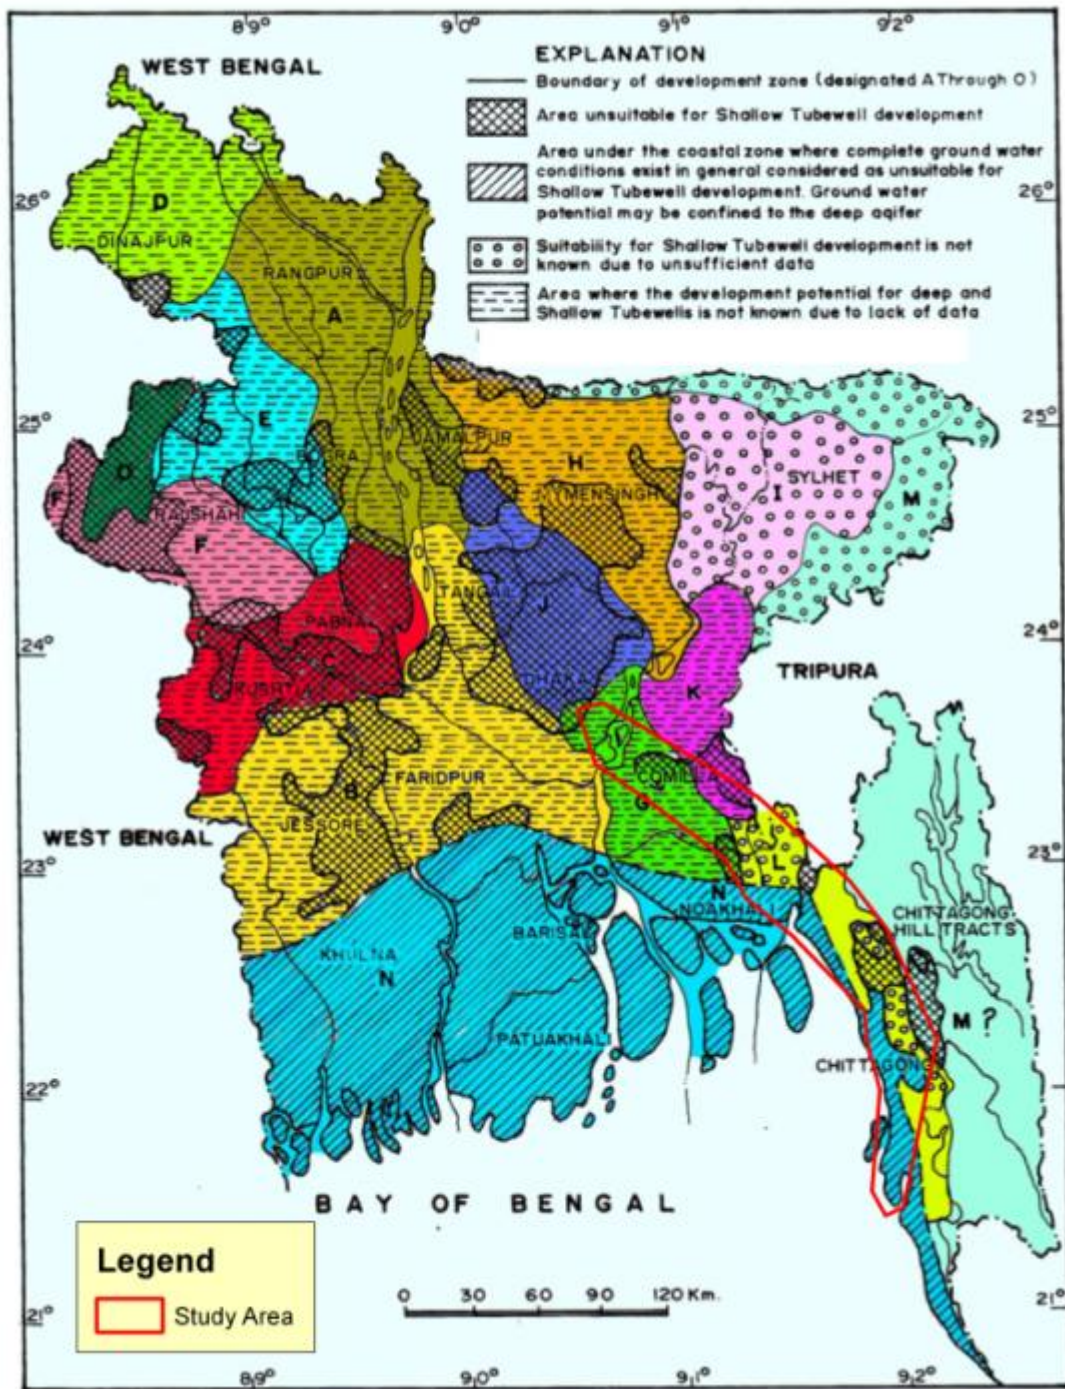 89° 90° 91° 92°
WEST BENGAL
EXPLANATION
Boundary of development zone (designated A Through O)
Area unsuitable for Shallow Tubewell development
Area under the coastal zone where complete ground water
conditions exist in general considered as unsuitable for
Shallow Tubewell development. Ground water
potential may be confined to the deep aqifer
Suitability for Shallow Tubewell development is not
known due to unsufficient data
Area where the development potential for deep and
Shallow Tubewells is not known due to lack of data
26° 26°
D
DINAJPUR
RANGPUR
A
25° 25°
E
JAMALPUR
BOGRA
H
O
MYMENSINGH
I SYLHET
M
F
RAJSHAHI
F
TANGAIL
J
PABNA
24° 24°
C
KUSHTIA
DHAKA
K
TRIPURA
FARIDPUR
COMILLA
B
G
JESSORE
WEST BENGAL
23° 23°
L
N
NOAKHALI
CHITTAGONG
HILL TRACTS
BARISAL
KHULNA
N
M ?
PATUAKHALI
CHITTAGONG
22° 22°
BAY OF BENGAL
Legend
Study Area
0 30 60 90 120 Km.
21° 21°
89° 90° 91° 92°